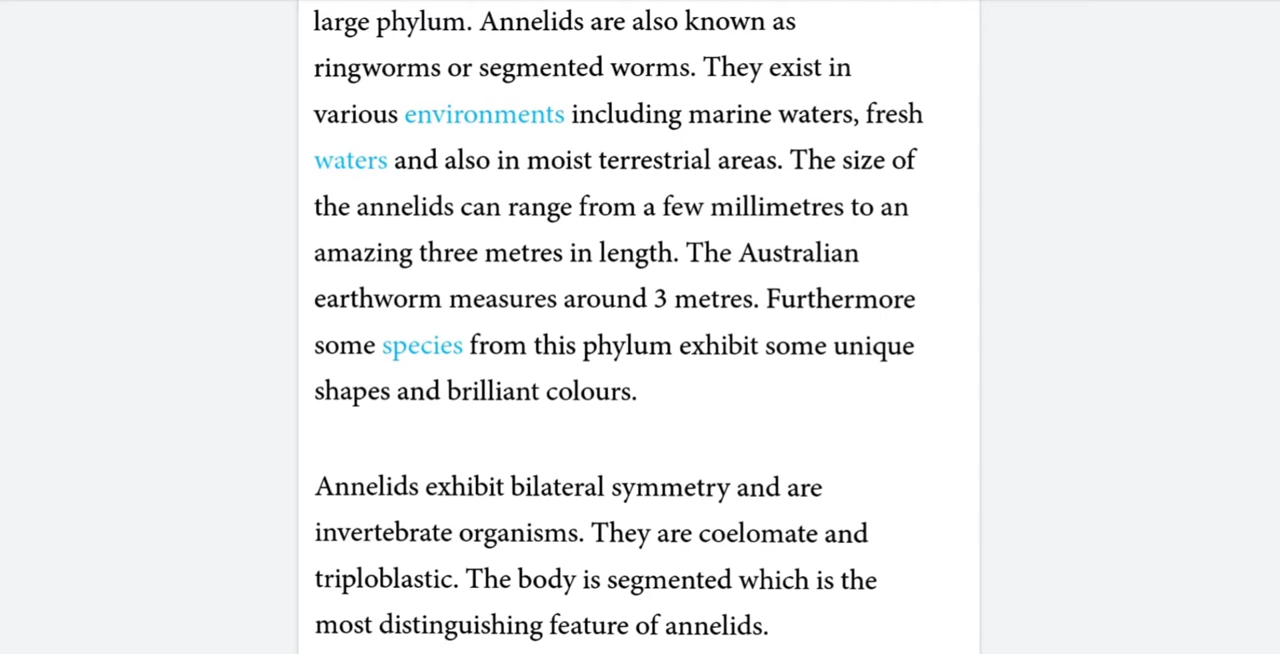 large phylum. Annelids are also known as
ringworms or segmented worms. They exist in
various environments including marine waters, fresh
waters and also in moist terrestrial areas. The size of
the annelids can range from a few millimetres to an
amazing three metres in length. The Australian
earthworm measures around 3 metres. Furthermore
some species from this phylum exhibit some unique
shapes and brilliant colours.
Annelids exhibit bilateral symmetry and are
invertebrate organisms. They are coelomate and
triploblastic. The body is segmented which is the
most distinguishing feature of annelids.